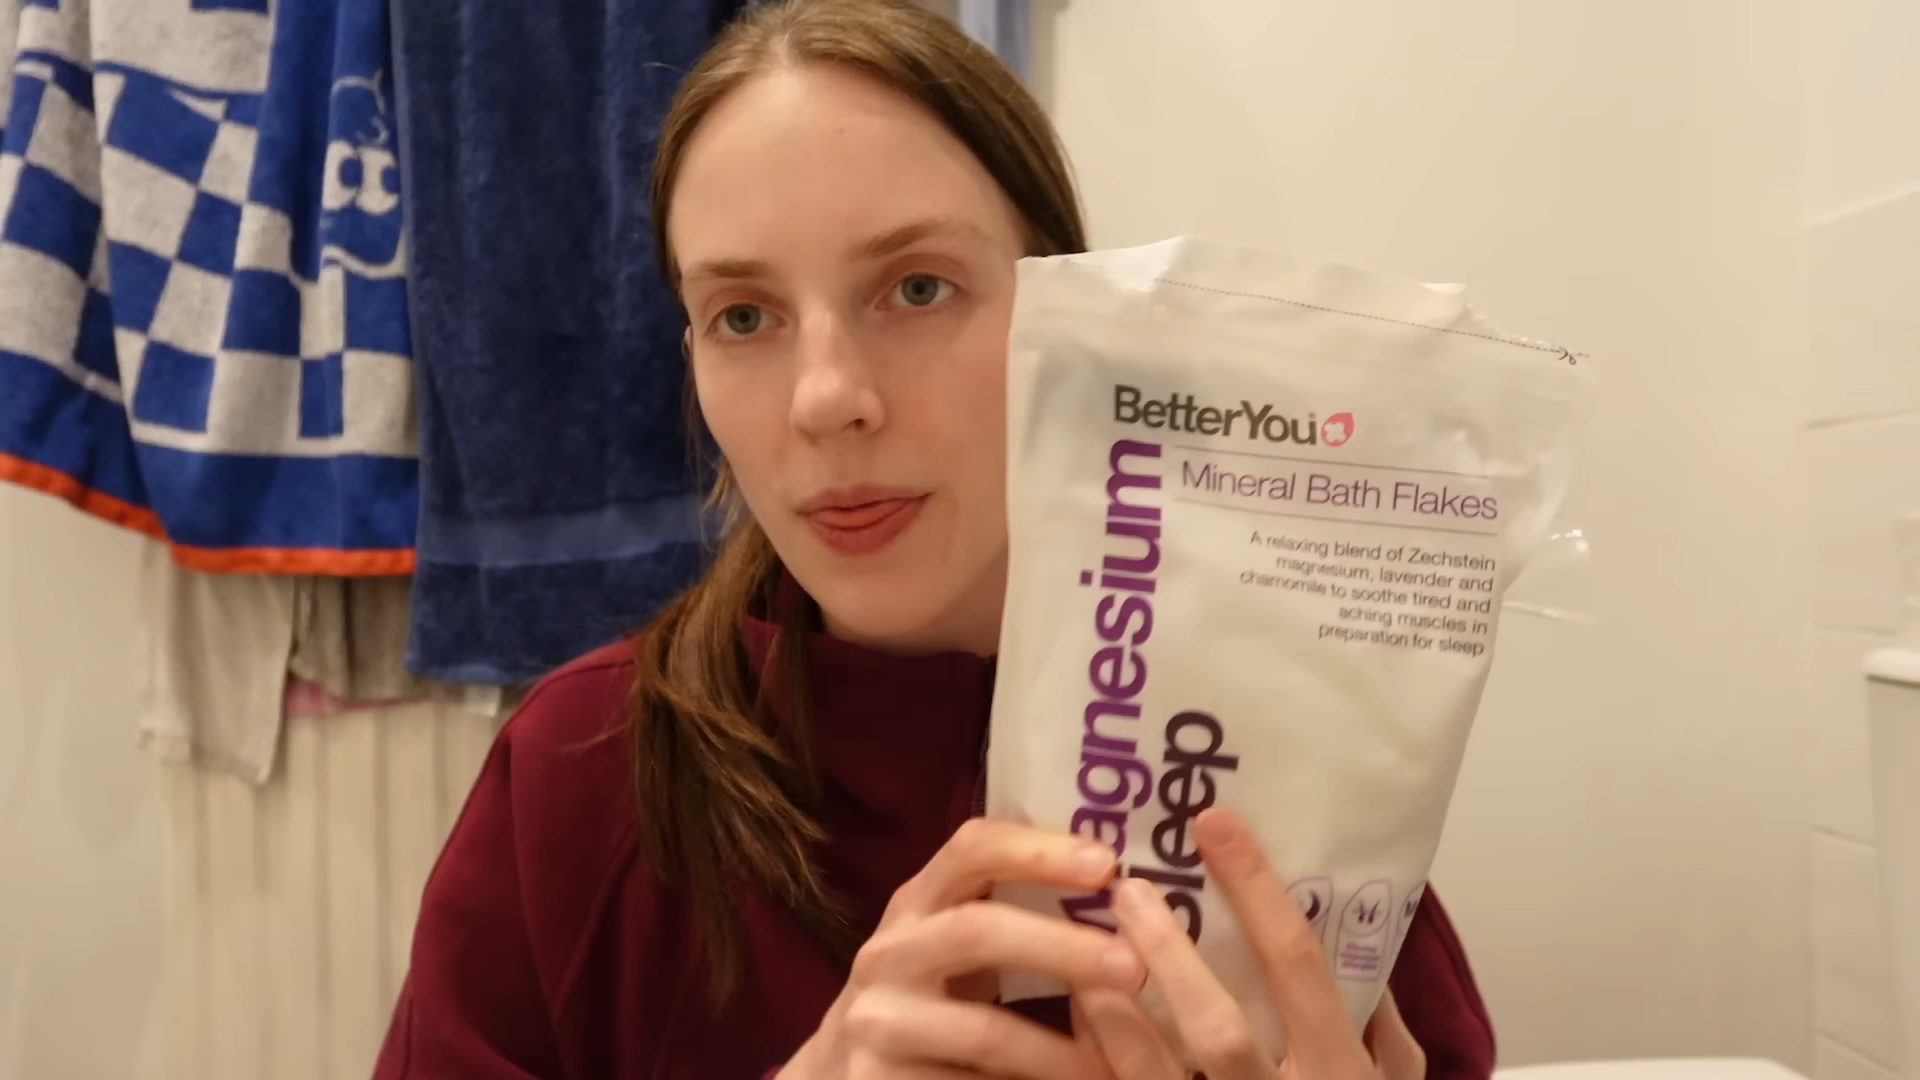 BetterYou
Mineral Bath Flakes
A relaxing blend of Zechstein
magnesium, lavender and
chamomile to soothe tired and
aching muscles in
preparation for sleep
Magnesium
Sleep